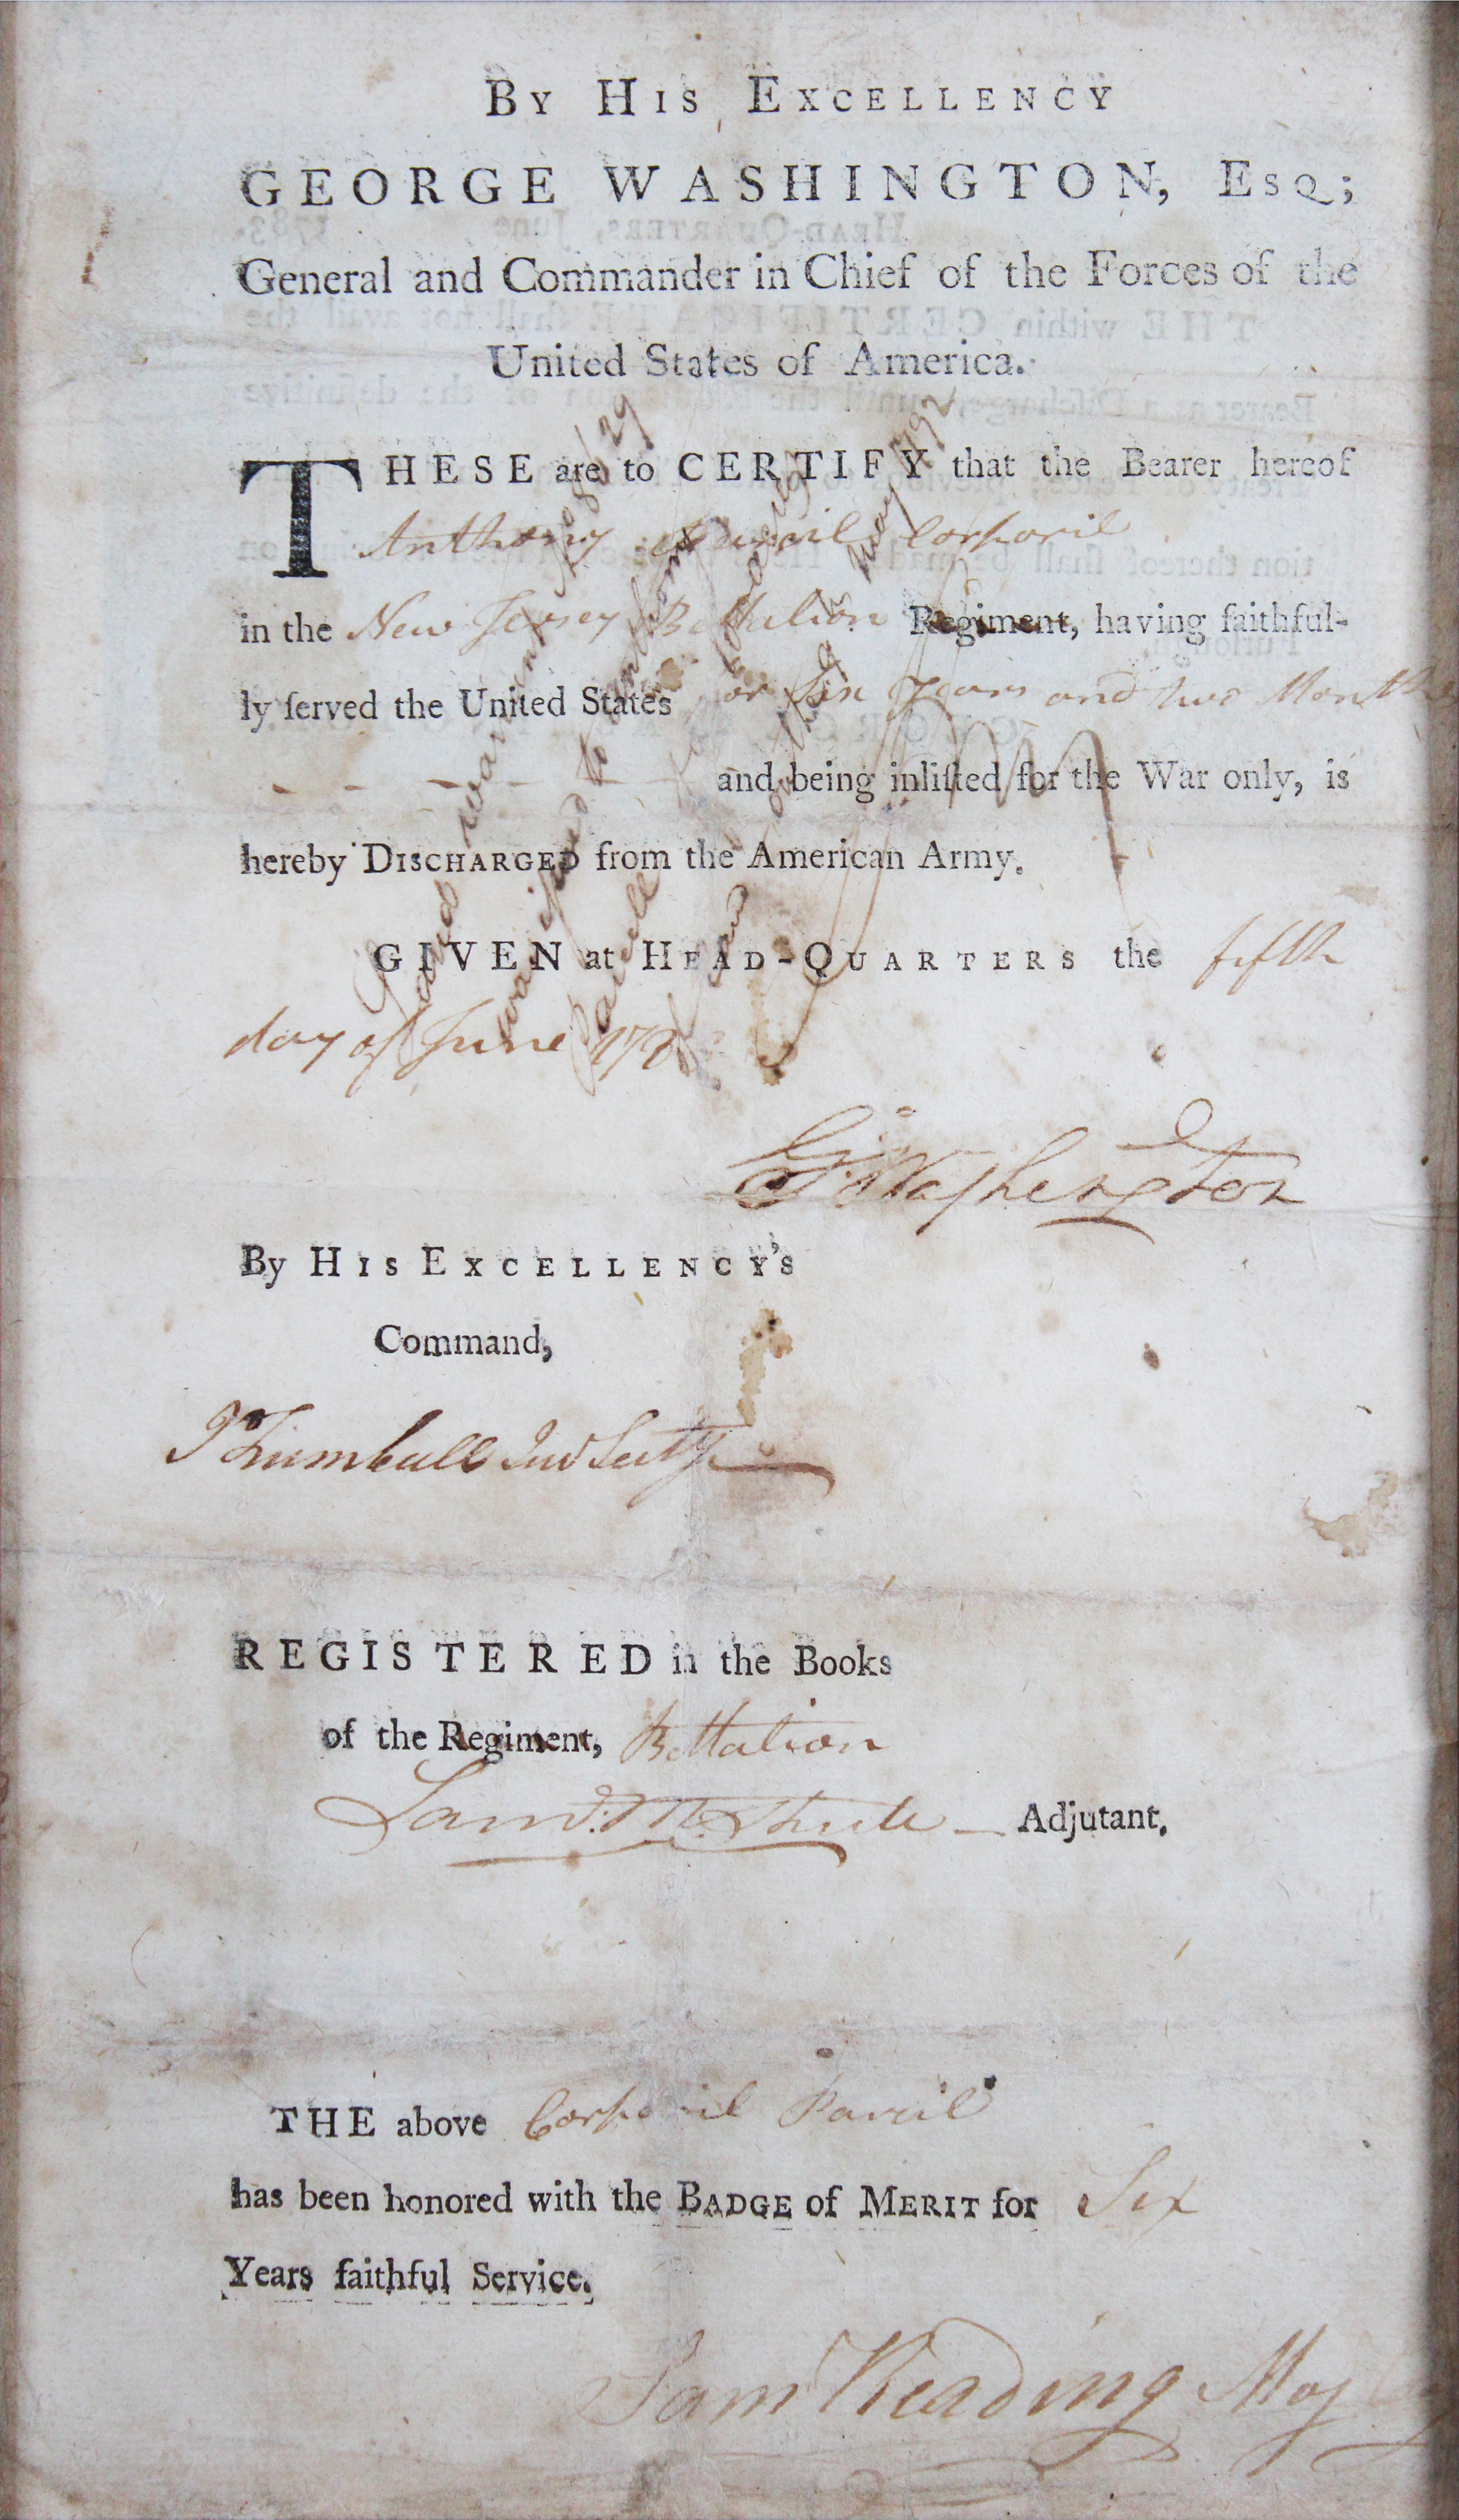 BY HIS EXCELLENCY
GEORGE WASHINGTON, ESQ;
General and Commander in Chief of the Forces of the
United States of America.
THESE are to CERTIFY that the Bearer hereof
Anthony Corporil
in the New Jersey Battalion Regiment, having faithful-
ly ſerved the United States for Six Years and two Months
and being inliſted for the War only, is
hereby DISCHARGED from the American Army.
GIVEN at HEAD-QUARTERS the fifth
day of June
G:Washington
By HIS EXCELLENCY'S
Command,
J Trumbull Jun Secty
REGISTERED in the Books
of the Regiment, Battalion
Adjutant.
THE above Corporil
has been honored with the BADGE of MERIT for Six
Years faithful Service.
Sam Reading Maj